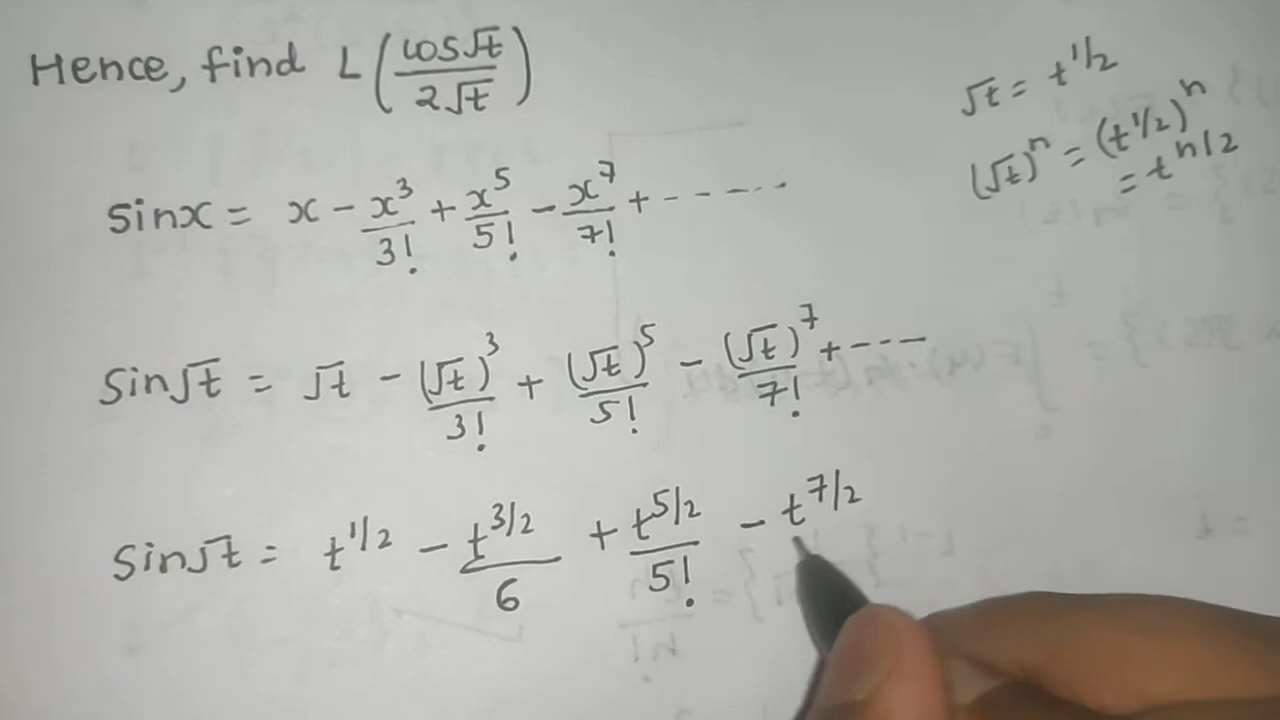 Hence, find L(cos√t/2√t)
√t = t^1/2
(√t)^n = (t^1/2)^n
= t^n/2
sinx = x - x^3/3! + x^5/5! - x^7/7! + ------
Sin√t = √t - (√t)^3/3! + (√t)^5/5! - (√t)^7/7! + ----
Sin√t = t^1/2 - t^3/2/6 + t^5/2/5! - t^7/2